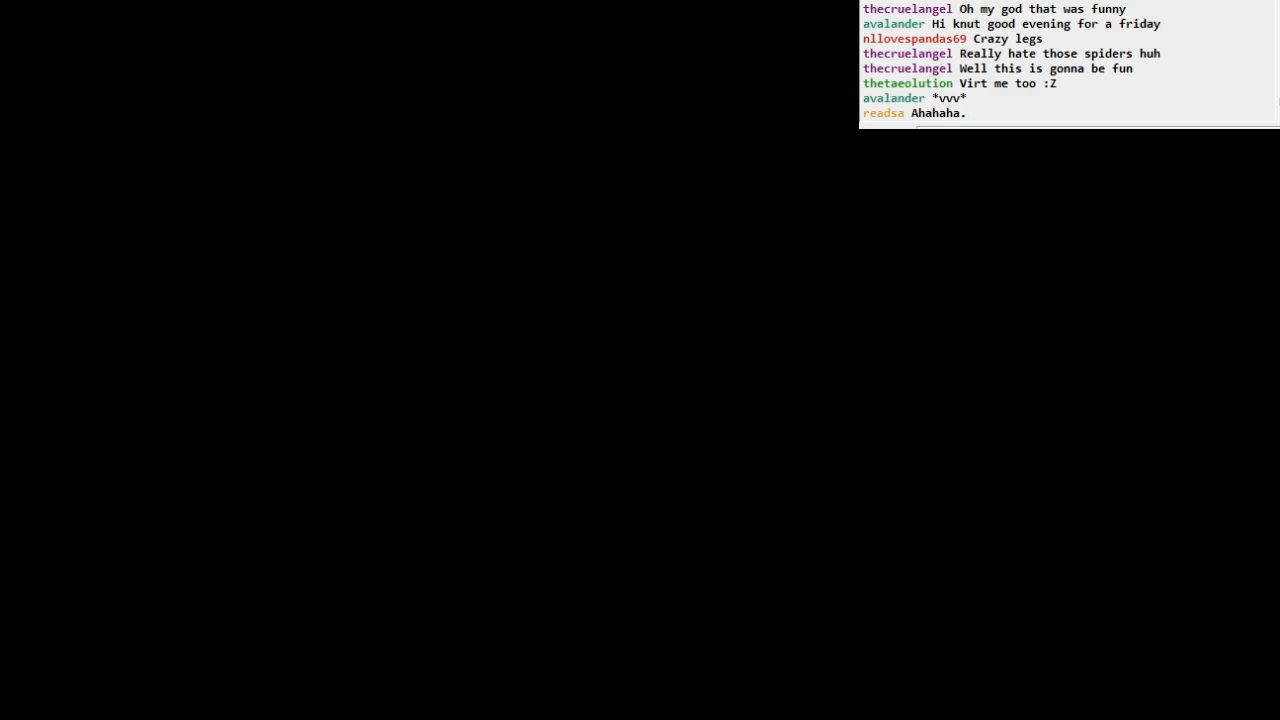 thecruelangel Oh my god that was funny
avalander Hi knut good evening for a friday
nllovespandas69 Crazy legs
thecruelangel Really hate those spiders huh
thecruelangel Well this is gonna be fun
thetaeolution Virt me too :Z
avalander *vvv*
readsa Ahahaha.